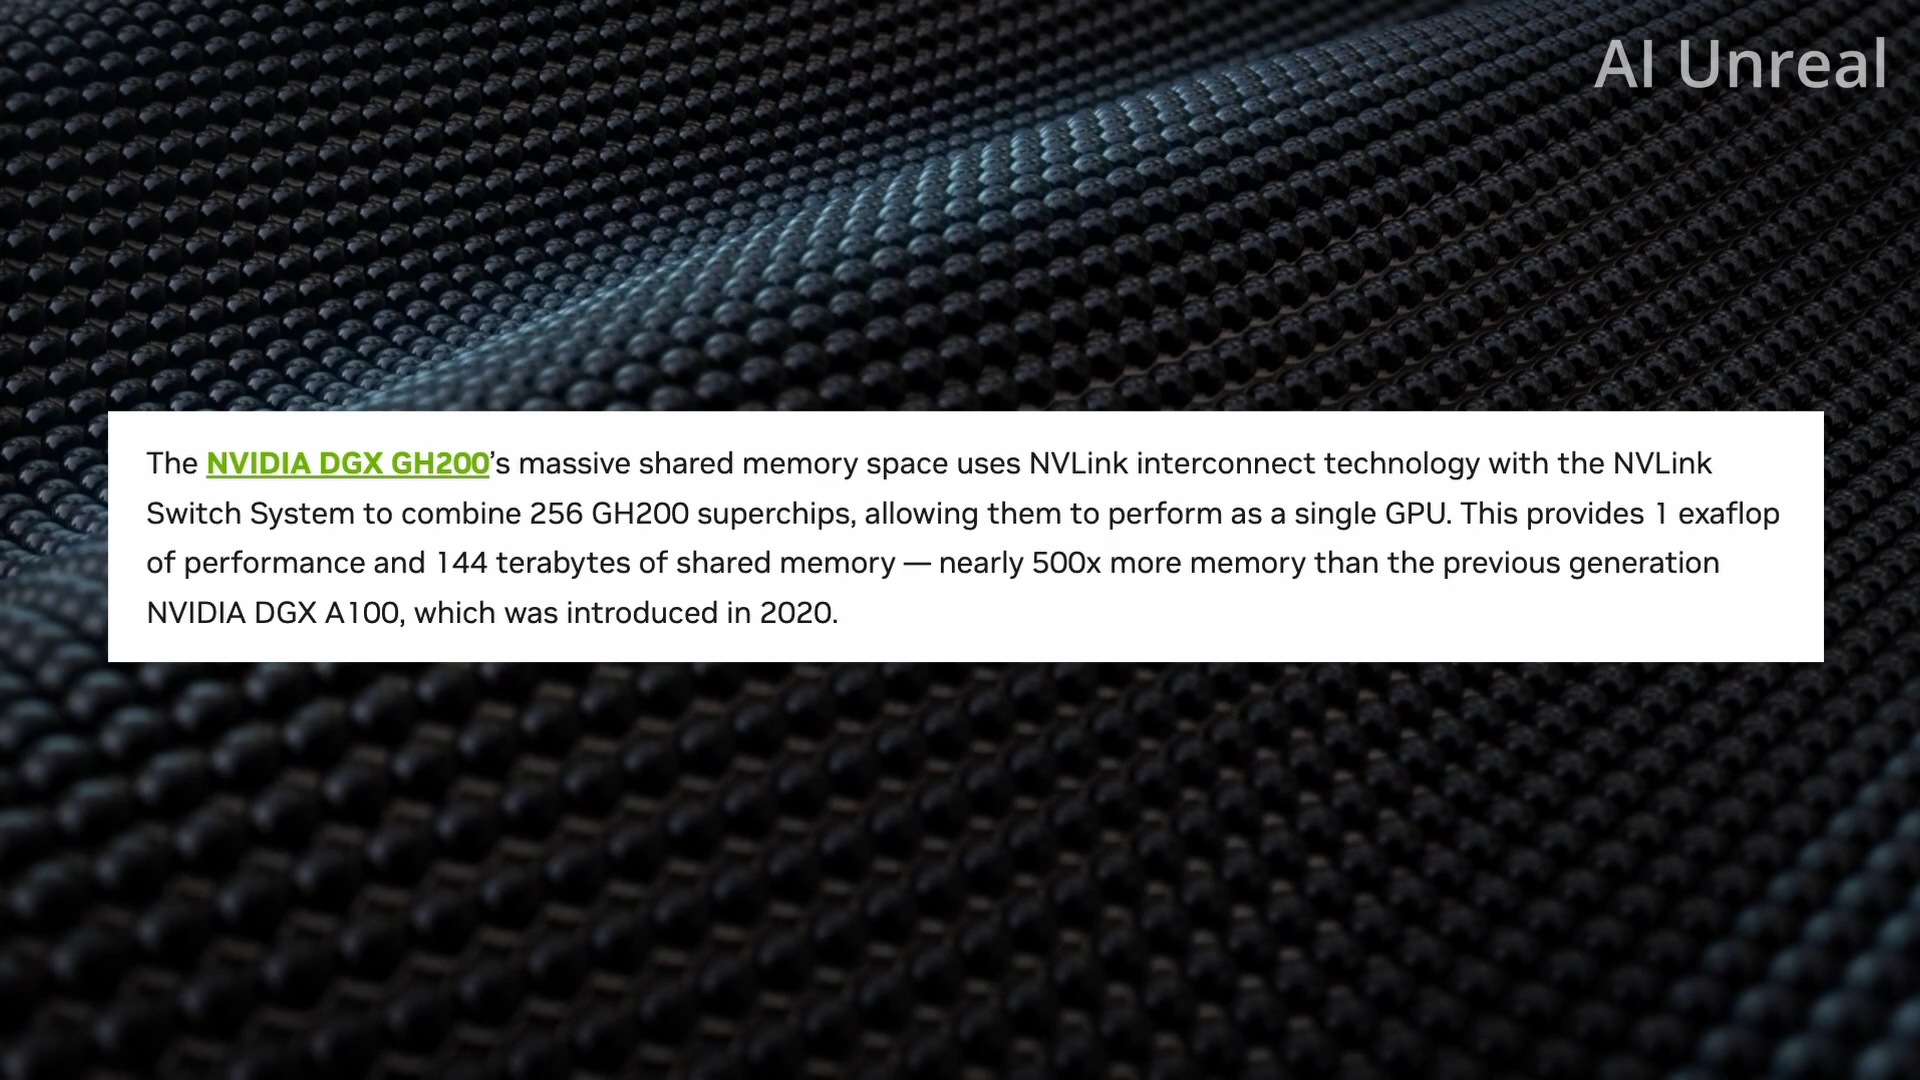 AI Unreal
The NVIDIA DGX GH200’s massive shared memory space uses NVLink interconnect technology with the NVLink
Switch System to combine 256 GH200 superchips, allowing them to perform as a single GPU. This provides 1 exaflop
of performance and 144 terabytes of shared memory — nearly 500x more memory than the previous generation
NVIDIA DGX A100, which was introduced in 2020.